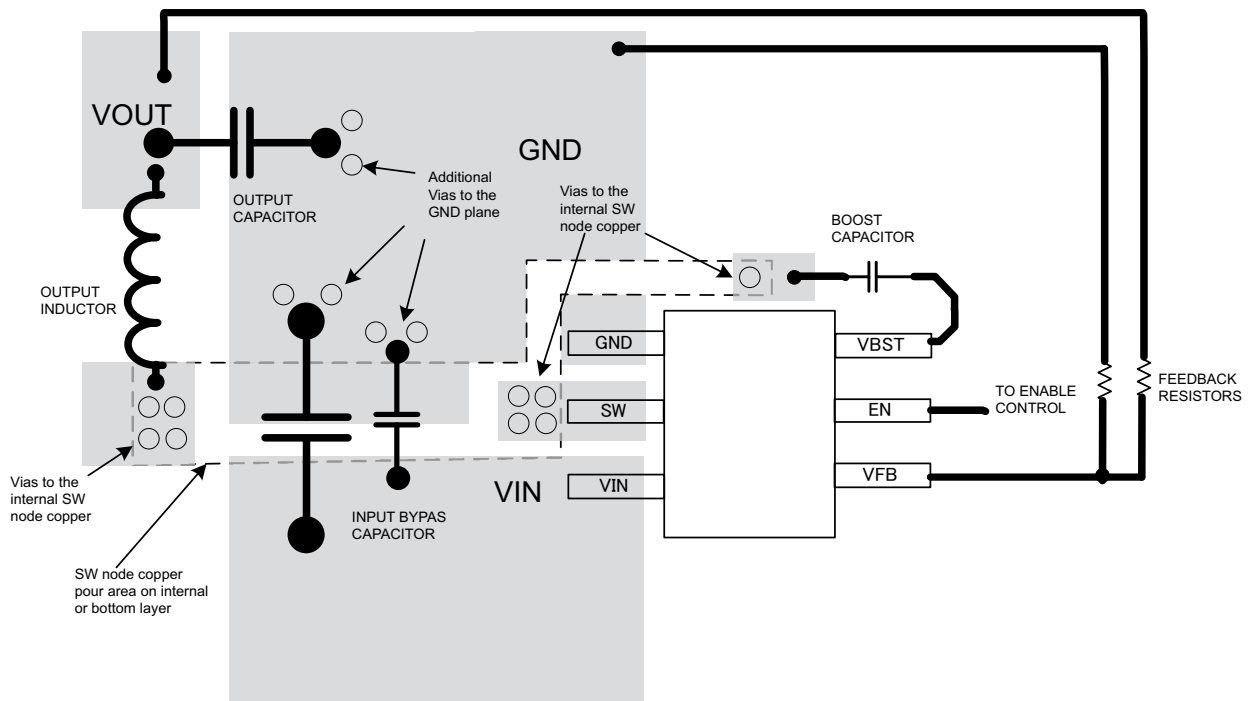 VOUT
GND
OUTPUT
CAPACITOR
Additional
Vias to the
GND plane
Vias to the
internal SW
node copper
BOOST
CAPACITOR
OUTPUT
INDUCTOR
GND
VBST
SW
EN
TO ENABLE
CONTROL
FEEDBACK
RESISTORS
VIN
VIN
VFB
Vias to the
internal SW
node copper
INPUT BYPAS
CAPACITOR
SW node copper
pour area on internal
or bottom layer